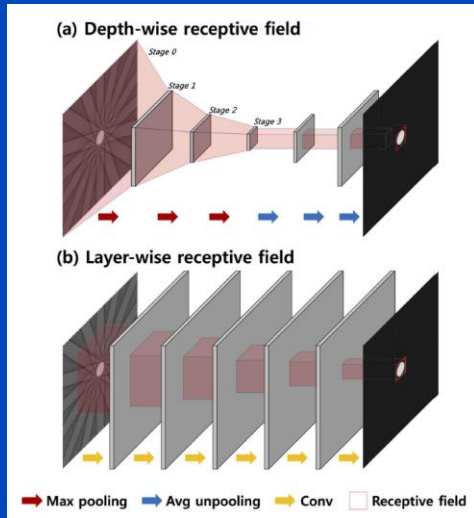 (a) Depth-wise receptive field
Stage 0
Stage 1
Stage 2
Stage 3
(b) Layer-wise receptive field
Max pooling Avg unpooling Conv Receptive field